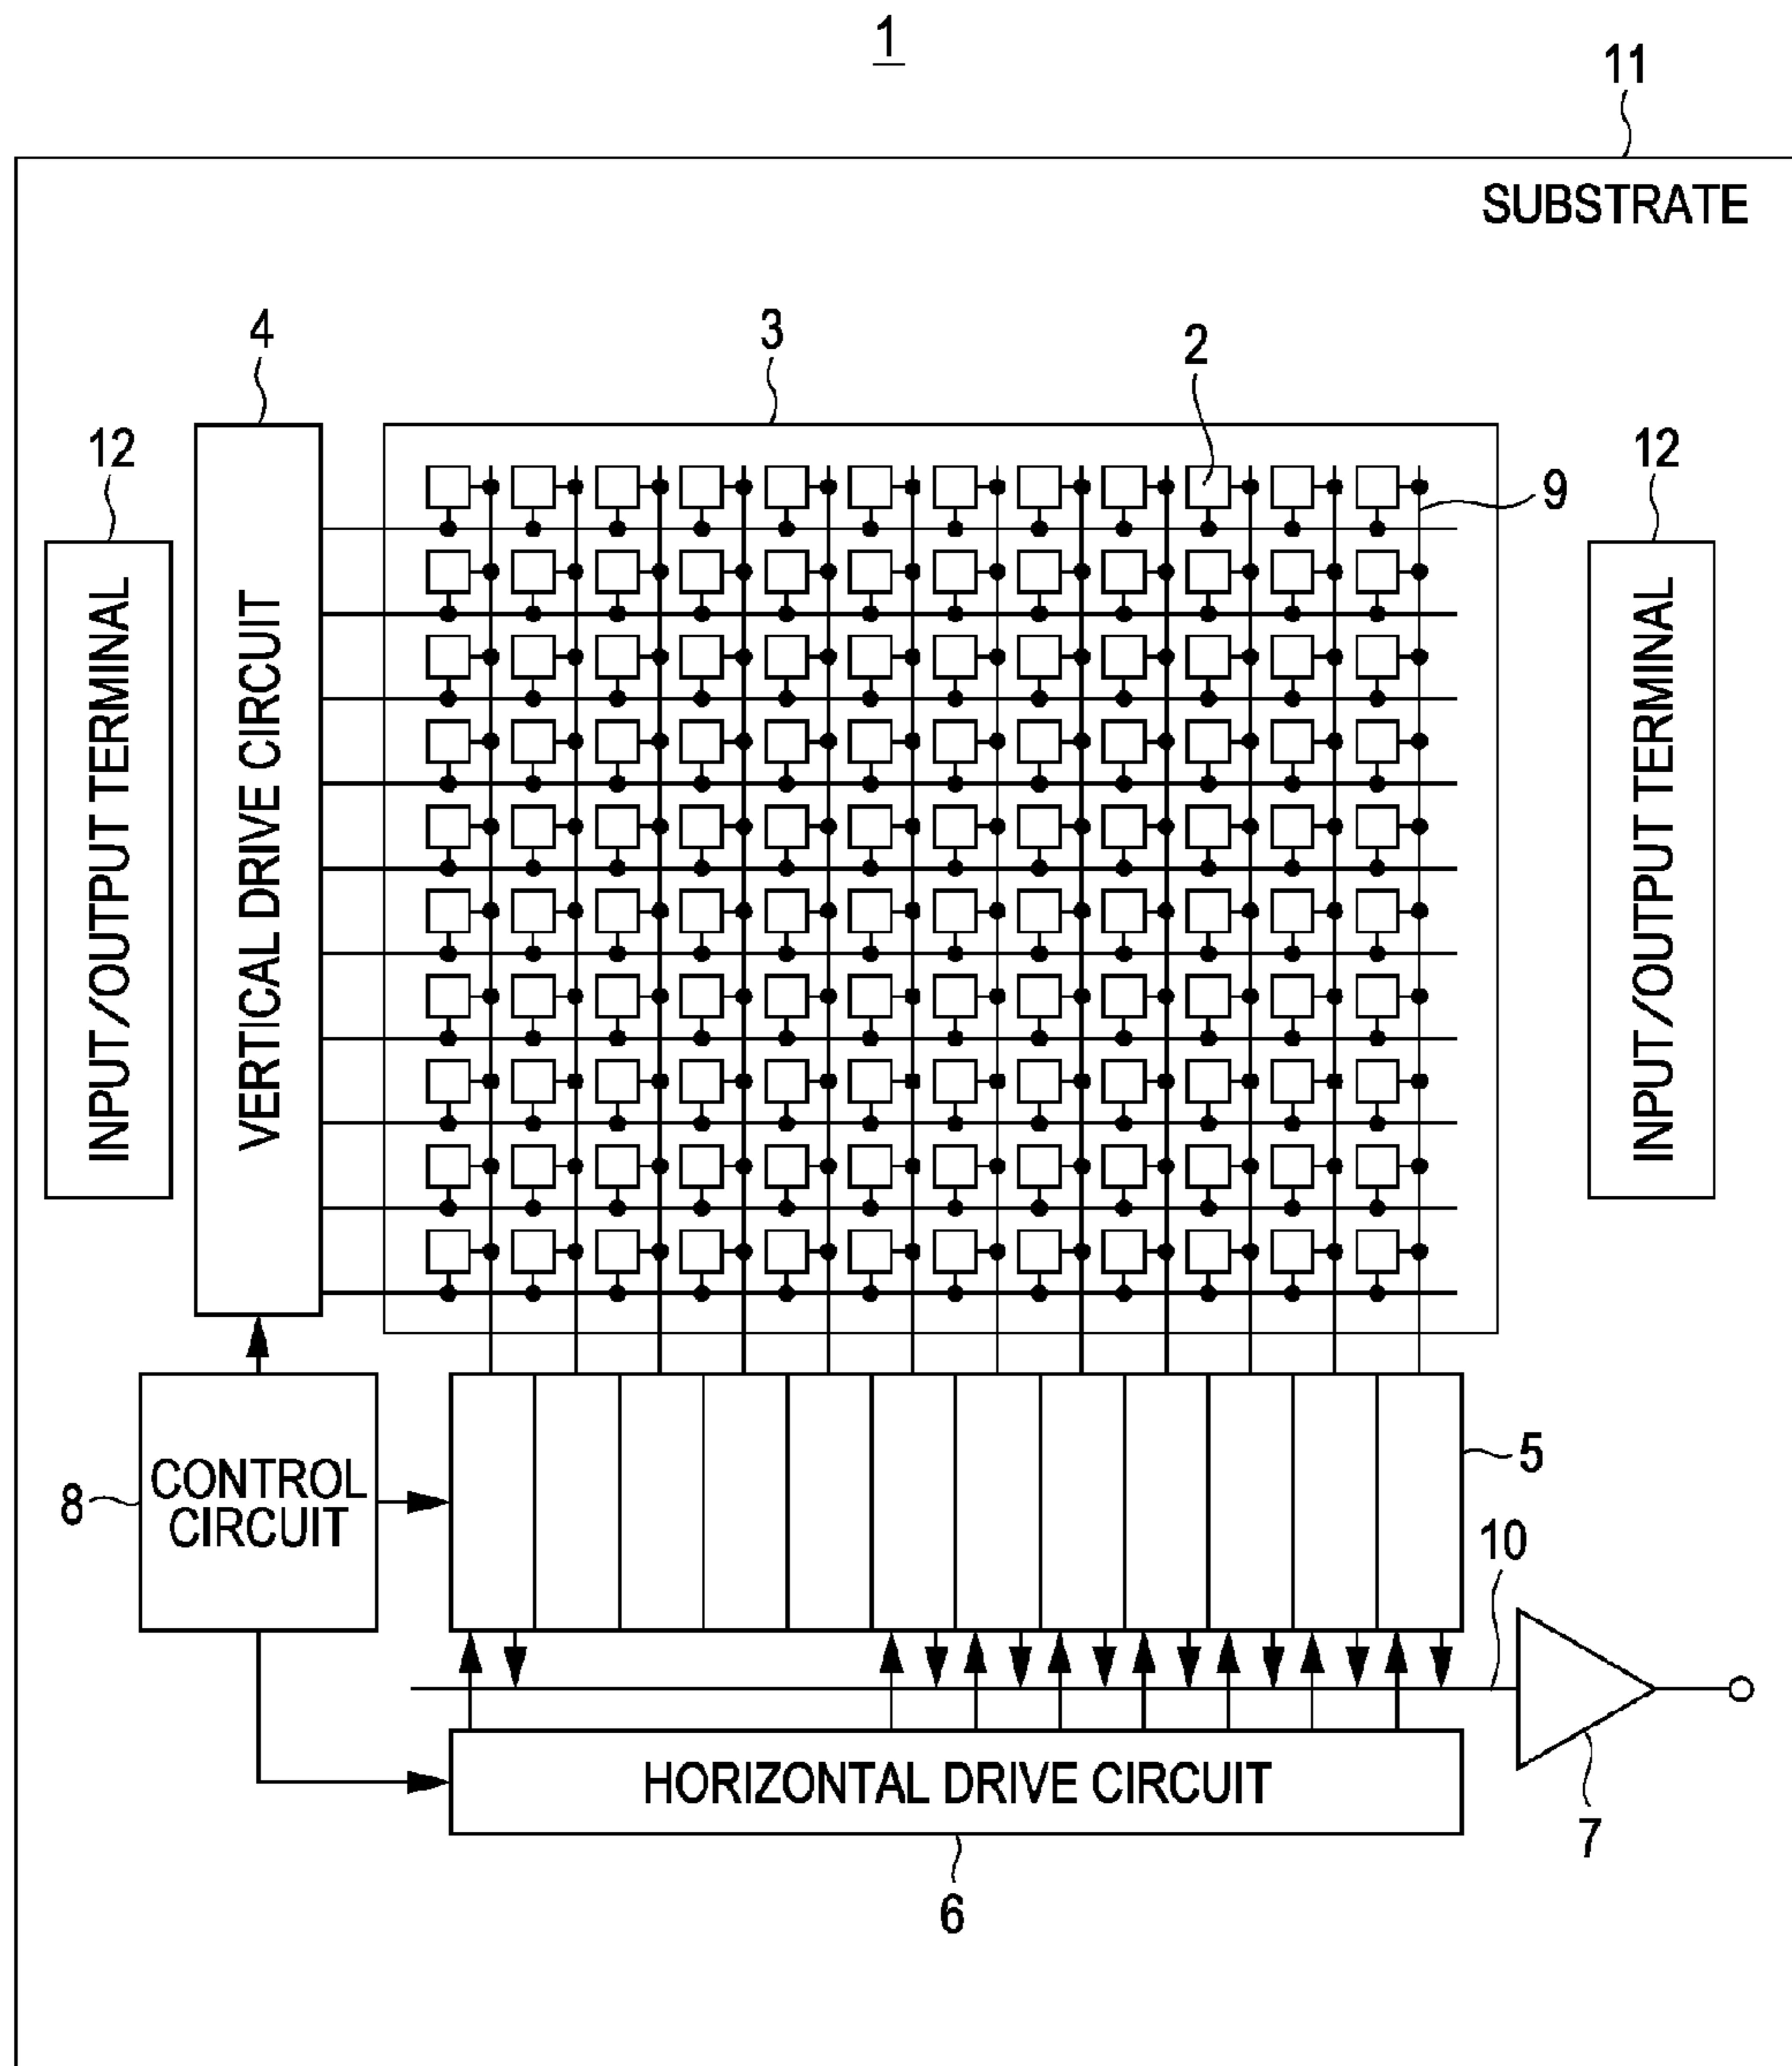 1
11
SUBSTRATE
4
3
2
12
12
9
INPUT/OUTPUT TERMINAL
VERTICAL DRIVE CIRCUIT
INPUT/OUTPUT TERMINAL
8
CONTROL
CIRCUIT
5
10
HORIZONTAL DRIVE CIRCUIT
7
6